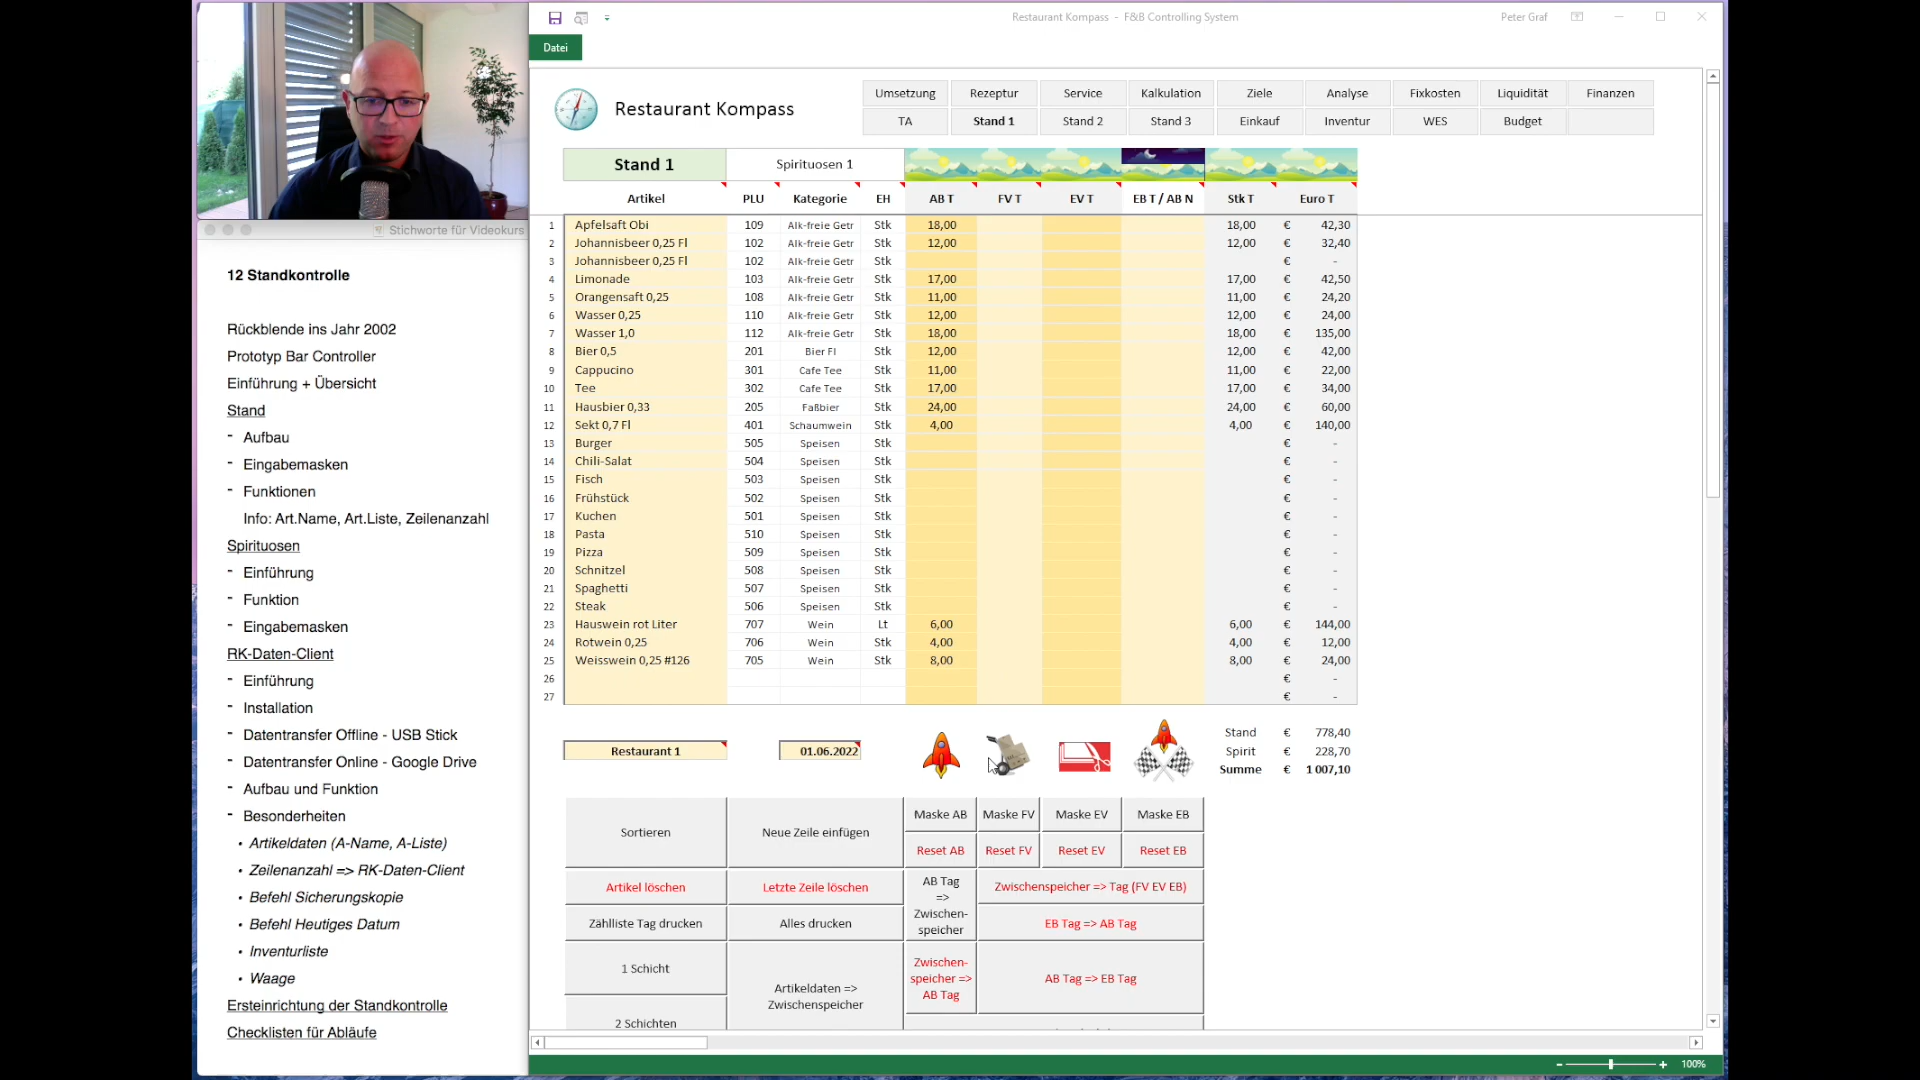 Restaurant Kompass - F&B Controlling System
Peter Graf
Datei
Restaurant Kompass
Umsetzung Rezeptur Service Kalkulation Ziele Analyse Fixkosten Liquidität Finanzen
TA Stand 1 Stand 2 Stand 3 Einkauf Inventur WES Budget
Stand 1 Spirituosen 1
Artikel PLU Kategorie EH AB T FV T EV T EB T / AB N Stk T Euro T
1 Apfelsaft Obi 109 Alk-freie Getr Stk 18,00 18,00 € 42,30
2 Johannisbeer 0,25 Fl 102 Alk-freie Getr Stk 12,00 12,00 € 32,40
3 Johannisbeer 0,25 Fl 102 Alk-freie Getr Stk € -
4 Limonade 103 Alk-freie Getr Stk 17,00 17,00 € 42,50
5 Orangensaft 0,25 108 Alk-freie Getr Stk 11,00 11,00 € 24,20
6 Wasser 0,25 110 Alk-freie Getr Stk 12,00 12,00 € 24,00
7 Wasser 1,0 112 Alk-freie Getr Stk 18,00 18,00 € 135,00
8 Bier 0,5 201 Bier Fl Stk 12,00 12,00 € 42,00
9 Cappucino 301 Cafe Tee Stk 11,00 11,00 € 22,00
10 Tee 302 Cafe Tee Stk 17,00 17,00 € 34,00
11 Hausbier 0,33 205 Faßbier Stk 24,00 24,00 € 60,00
12 Sekt 0,7 Fl 401 Schaumwein Stk 4,00 4,00 € 140,00
13 Burger 505 Speisen Stk € -
14 Chili-Salat 504 Speisen Stk € -
15 Fisch 503 Speisen Stk € -
16 Frühstück 502 Speisen Stk € -
17 Kuchen 501 Speisen Stk € -
18 Pasta 510 Speisen Stk € -
19 Pizza 509 Speisen Stk € -
20 Schnitzel 508 Speisen Stk € -
21 Spaghetti 507 Speisen Stk € -
22 Steak 506 Speisen Stk € -
23 Hauswein rot Liter 707 Wein Lt 6,00 6,00 € 144,00
24 Rotwein 0,25 706 Wein Stk 4,00 4,00 € 12,00
25 Weisswein 0,25 #126 705 Wein Stk 8,00 8,00 € 24,00
26 € -
27 € -
Restaurant 1 01.06.2022
Stand € 778,40
Spirit € 228,70
Summe € 1 007,10
Sortieren Neue Zeile einfügen Maske AB Maske FV Maske EV Maske EB
Reset AB Reset FV Reset EV Reset EB
Artikel löschen Letzte Zeile löschen
AB Tag
=>
Zwischen-
speicher
Zwischenspeicher => Tag (FV EV EB)
Zählliste Tag drucken Alles drucken EB Tag => AB Tag
1 Schicht
Artikeldaten =>
Zwischenspeicher
Zwischen-
speicher =>
AB Tag
AB Tag => EB Tag
2 Schichten
100%
Stichworte für Videokurs
12 Standkontrolle
Rückblende ins Jahr 2002
Prototyp Bar Controller
Einführung + Übersicht
Stand
- Aufbau
- Eingabemasken
- Funktionen
Info: Art.Name, Art.Liste, Zeilenanzahl
Spirituosen
- Einführung
- Funktion
- Eingabemasken
RK-Daten-Client
- Einführung
- Installation
- Datentransfer Offline - USB Stick
- Datentransfer Online - Google Drive
- Aufbau und Funktion
- Besonderheiten
• Artikeldaten (A-Name, A-Liste)
• Zeilenanzahl => RK-Daten-Client
• Befehl Sicherungskopie
• Befehl Heutiges Datum
• Inventurliste
• Waage
Ersteinrichtung der Standkontrolle
Checklisten für Abläufe